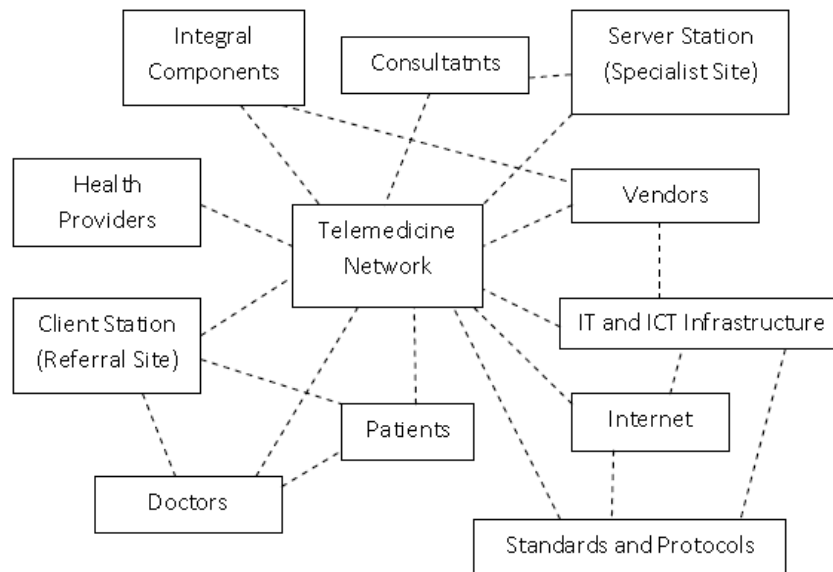 Integral
Components
Consultatnts
Server Station
(Specialist Site)
Health
Providers
Telemedicine
Network
Vendors
Client Station
(Referral Site)
IT and ICT Infrastructure
Patients
Internet
Doctors
Standards and Protocols